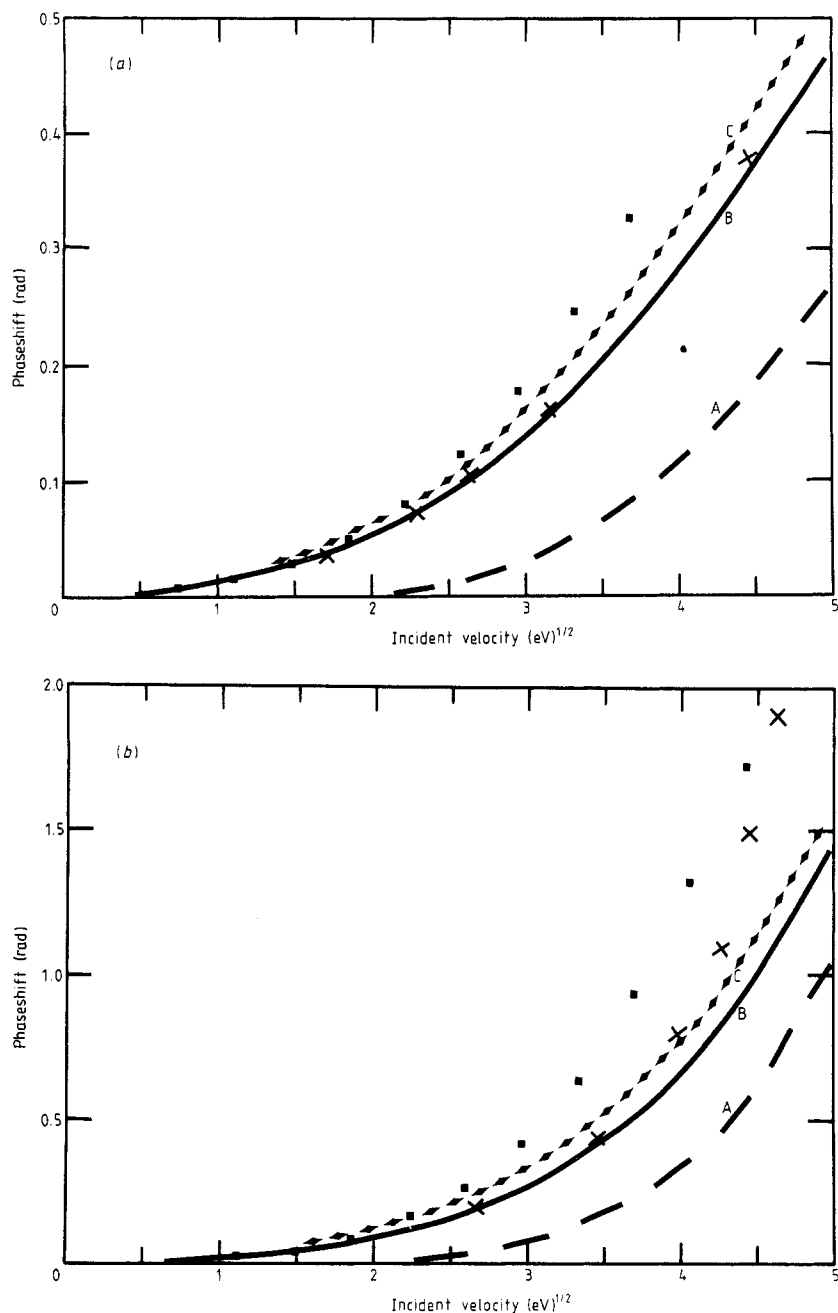 0.5
(a)
C
0.4
B
0.3
Phaseshift (rad)
0.2
A
0.1
0 1 2 3 4 5
Incident velocity (eV)1/2
2.0
(b)
1.5
Phaseshift (rad)
1.0
C
B
0.5
A
0 1 2 3 4 5
Incident velocity (eV)1/2